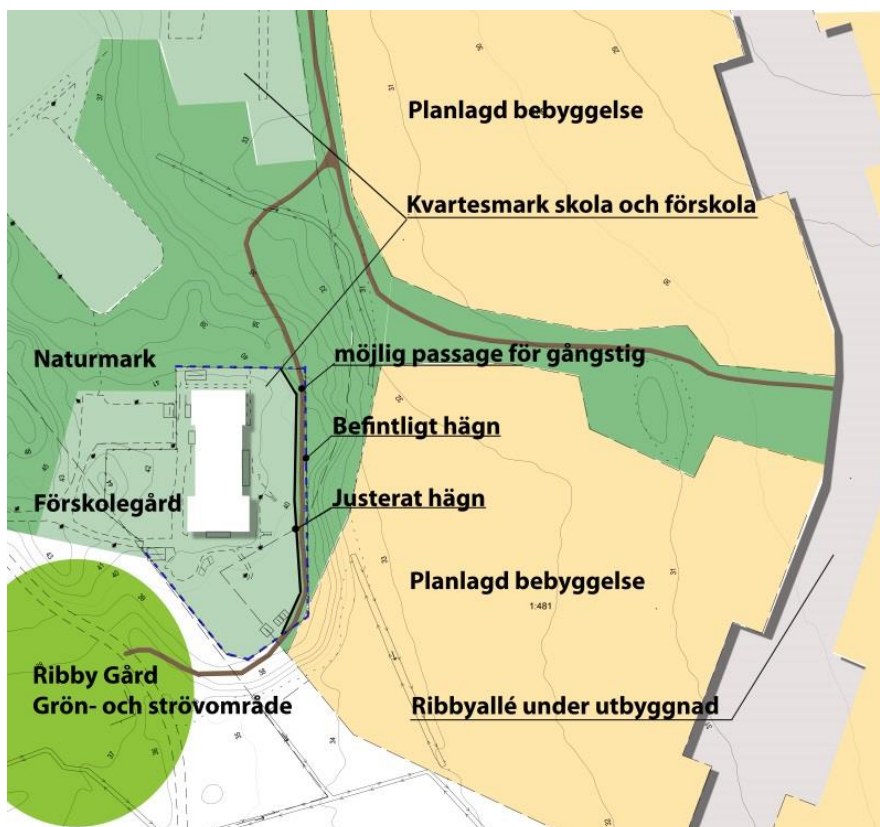 Planlagd bebyggelse
Kvartesmark skola och förskola
Naturmark
möjlig passage för gångstig
Befintligt hägn
Förskolegård
Justerat hägn
Planlagd bebyggelse
1:481
Ribby Gård
Grön- och strövområde
Ribbyallé under utbyggnad